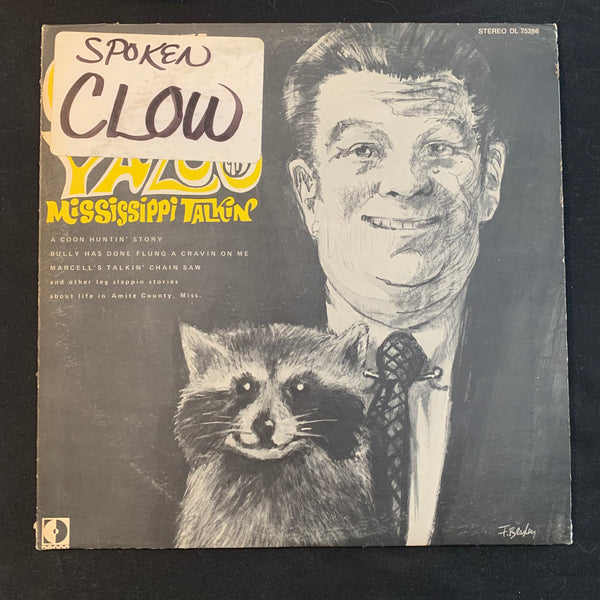 STEREO DL 75286
SPOKEN
CLOW
YAZOO
MISSISSIPPI TALKIN'
A COON HUNTIN' STORY
BULLY HAS DONE FLUNG A CRAVIN ON ME
MARCELL'S TALKIN' CHAIN SAW
and other leg slappin stories
about life in Amite County, Miss.